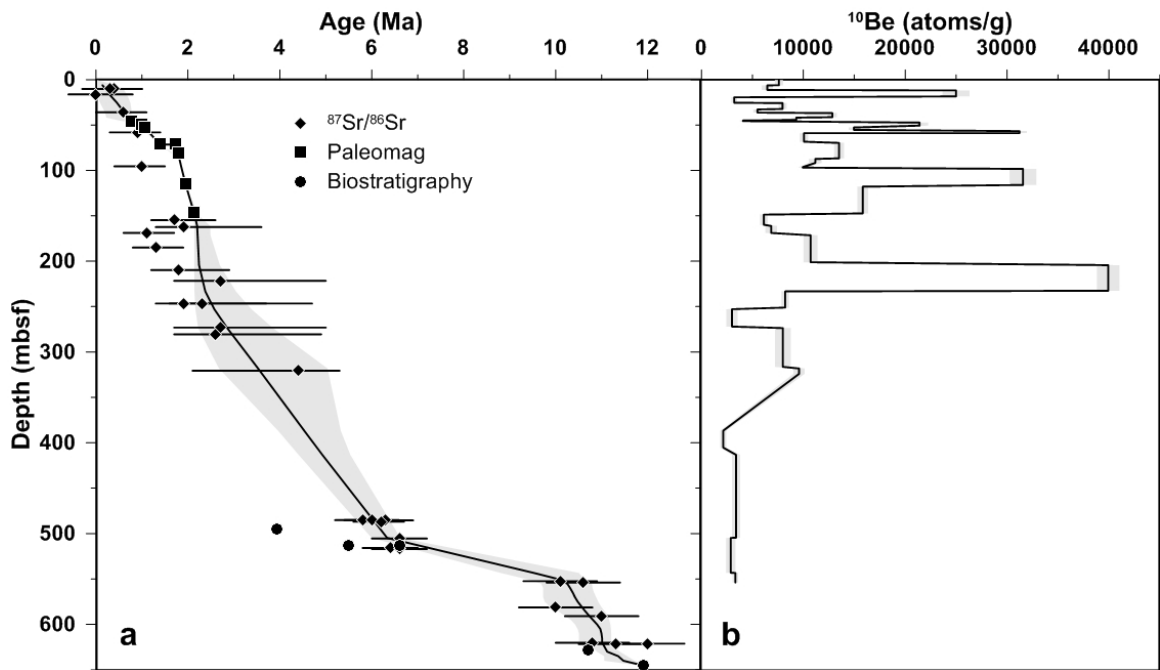 Age (Ma)
0 2 4 6 8 10 12
¹⁰Be (atoms/g)
0 10000 20000 30000 40000
Depth (mbsf)
0
100
200
300
400
500
600
⁸⁷Sr/⁸⁶Sr
Paleomag
Biostratigraphy
a
b